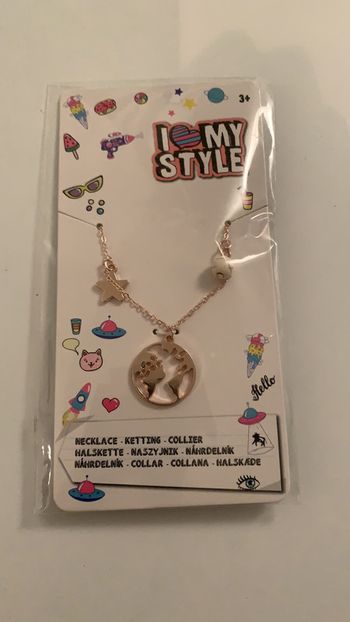 3+
I MY
STYLE
Hello
NECKLACE - KETTING - COLLIER
HALSKETTE - NASZYJNIK - NÁHRDELNÍK
NÁHRDELNÍK - COLLAR - COLLANA - HALSKÆDE